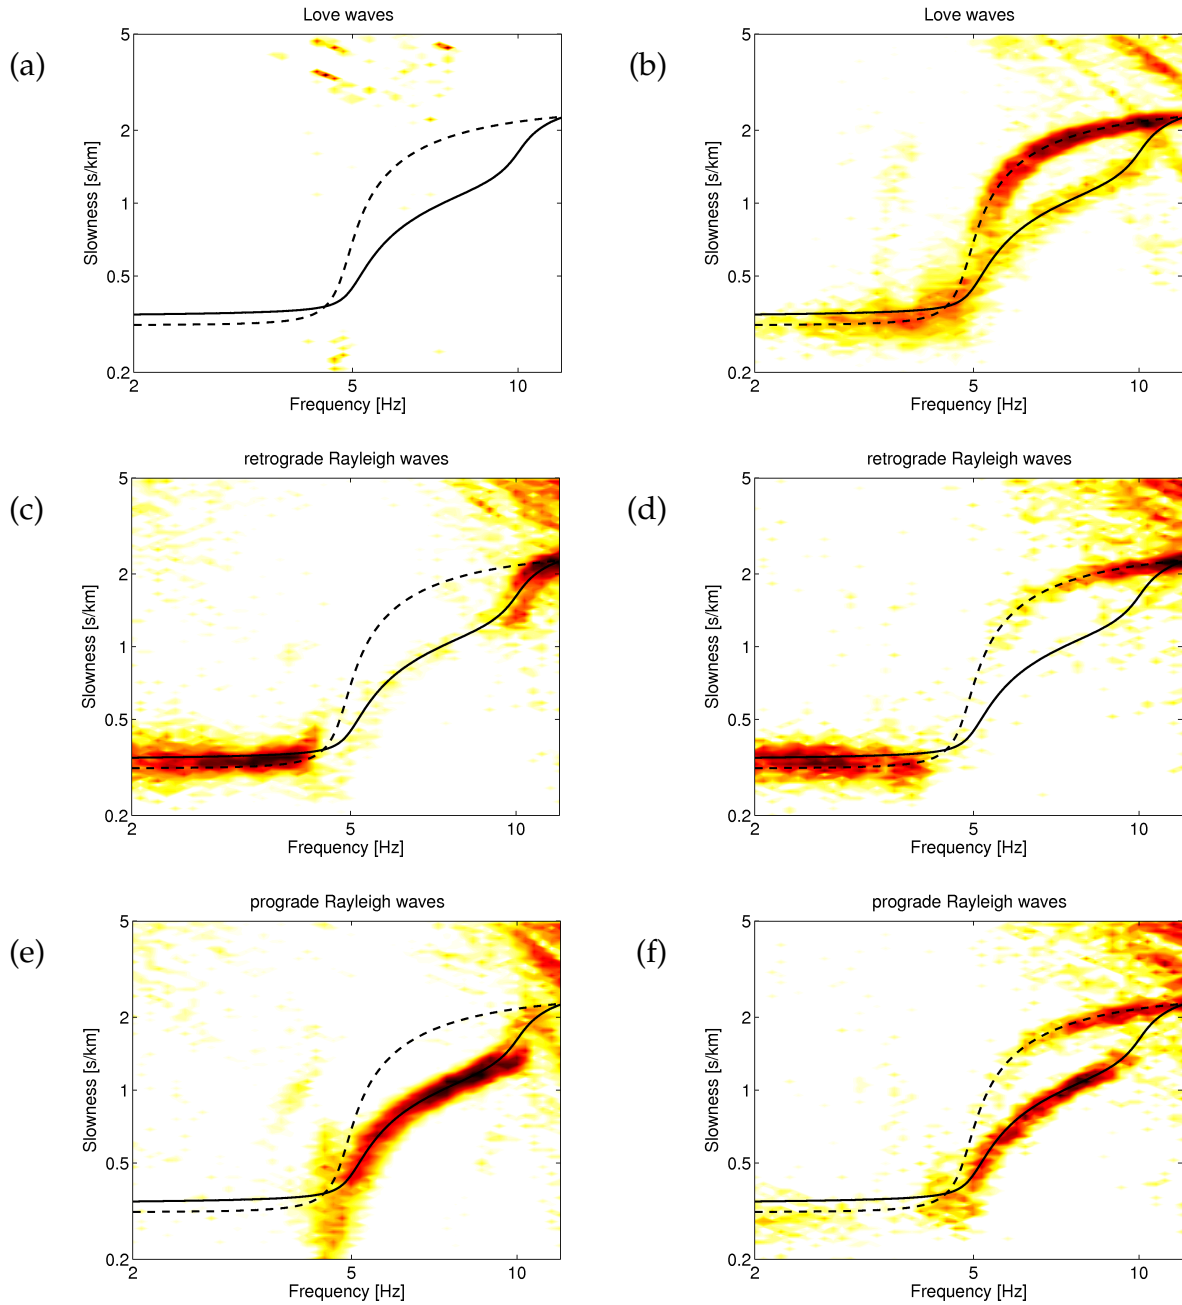 Love waves
(a)
Slowness [s/km]
5
2
1
0.5
0.2
2
5
10
Frequency [Hz]
Love waves
(b)
Slowness [s/km]
5
2
1
0.5
0.2
2
5
10
Frequency [Hz]
retrograde Rayleigh waves
(c)
Slowness [s/km]
5
2
1
0.5
0.2
2
5
10
Frequency [Hz]
retrograde Rayleigh waves
(d)
Slowness [s/km]
5
2
1
0.5
0.2
2
5
10
Frequency [Hz]
prograde Rayleigh waves
(e)
Slowness [s/km]
5
2
1
0.5
0.2
2
5
10
Frequency [Hz]
prograde Rayleigh waves
(f)
Slowness [s/km]
5
2
1
0.5
0.2
2
5
10
Frequency [Hz]